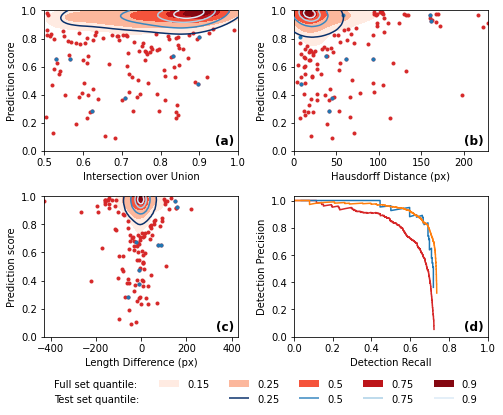 1.0
0.8
0.6
0.4
0.2
0.0
Prediction score
0.5 0.6 0.7 0.8 0.9 1.0
Intersection over Union
(a)
1.0
0.8
0.6
0.4
0.2
0.0
Prediction score
0 50 100 150 200
Hausdorff Distance (px)
(b)
1.0
0.8
0.6
0.4
0.2
0.0
Prediction score
−400 −200 0 200 400
Length Difference (px)
(c)
1.0
0.8
0.6
0.4
0.2
0.0
Detection Precision
0.0 0.2 0.4 0.6 0.8 1.0
Detection Recall
(d)
Full set quantile: 0.15 0.25 0.5 0.75 0.9
Test set quantile: 0.25 0.5 0.75 0.9